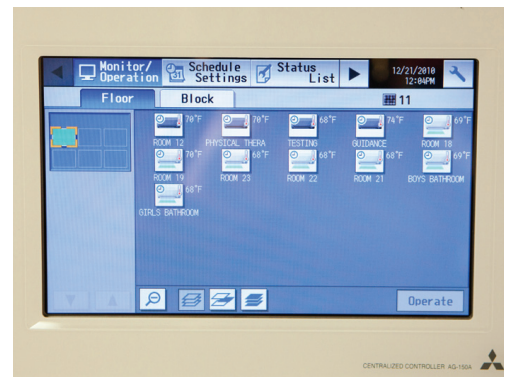 Monitor/ Operation
Schedule Settings
Status List
12/21/2010 12:04PM
Floor
Block
11
70°F 70°F 68°F 74°F 69°F
ROOM 12 PHYSICAL THERA TESTING GUIDANCE ROOM 18
70°F 68°F 68°F 68°F 69°F
ROOM 19 ROOM 23 ROOM 22 ROOM 21 BOYS BATHROOM
68°F
GIRLS BATHROOM
Operate
CENTRALIZED CONTROLLER AG-150A